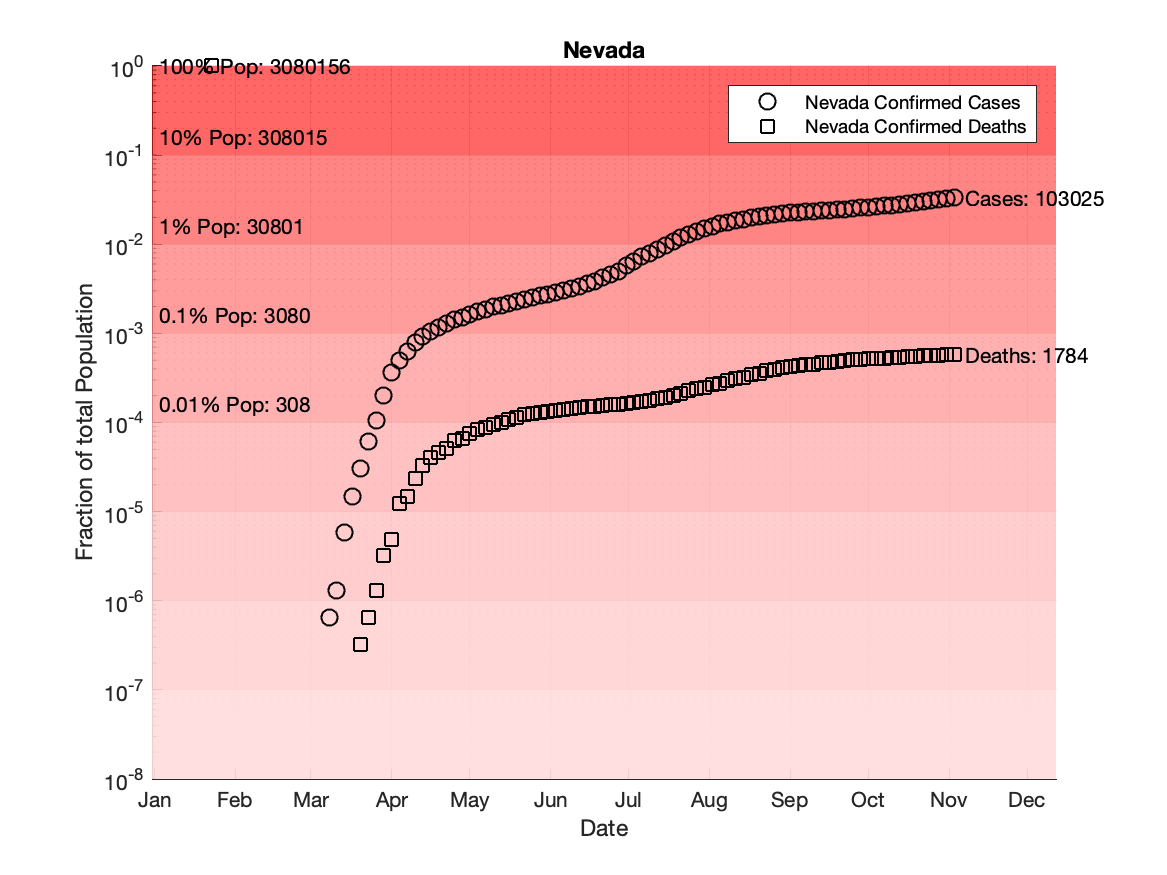 Nevada
10^0
100% Pop: 3080156
Nevada Confirmed Cases
Nevada Confirmed Deaths
10% Pop: 308015
10^-1
Cases: 103025
1% Pop: 30801
10^-2
0.1% Pop: 3080
10^-3
Deaths: 1784
0.01% Pop: 308
10^-4
10^-5
10^-6
10^-7
10^-8
Fraction of total Population
Jan Feb Mar Apr May Jun Jul Aug Sep Oct Nov Dec
Date